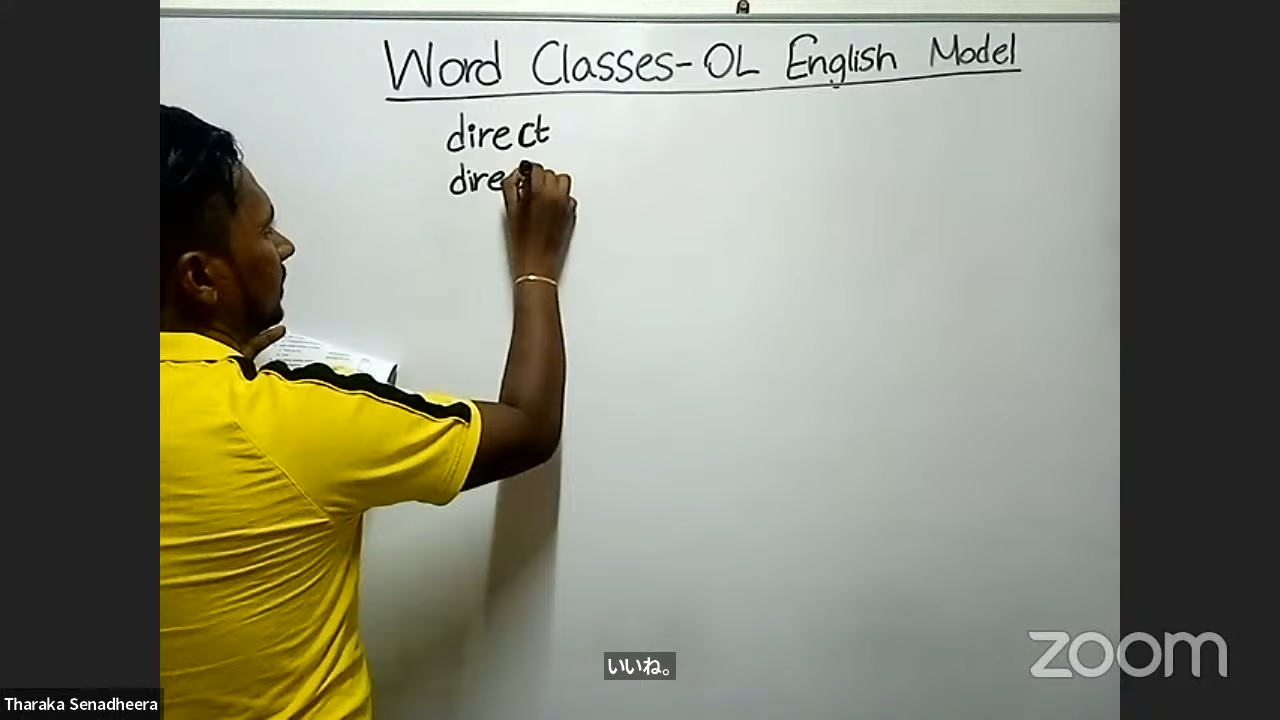 Word Classes-OL English Model
direct
dire
いいね。
zoom
Tharaka Senadheera